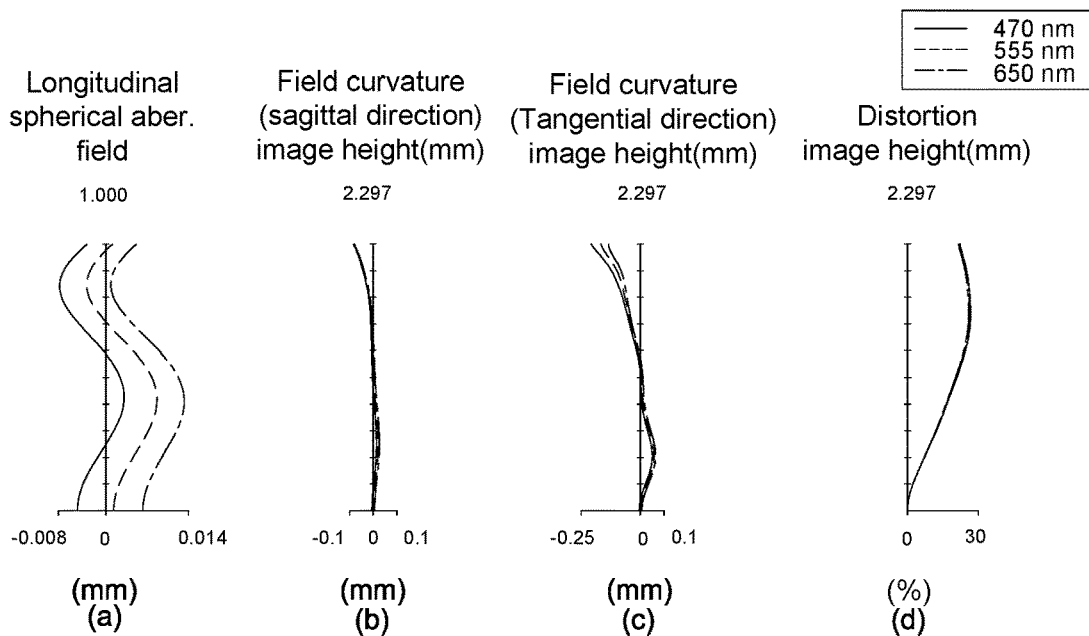 470 nm
555 nm
650 nm
Longitudinal
spherical aber.
field
1.000
-0.008 0 0.014
(mm)
(a)
Field curvature
(sagittal direction)
image height(mm)
2.297
-0.1 0 0.1
(mm)
(b)
Field curvature
(Tangential direction)
image height(mm)
2.297
-0.25 0 0.1
(mm)
(c)
Distortion
image height(mm)
2.297
0 30
(%)
(d)